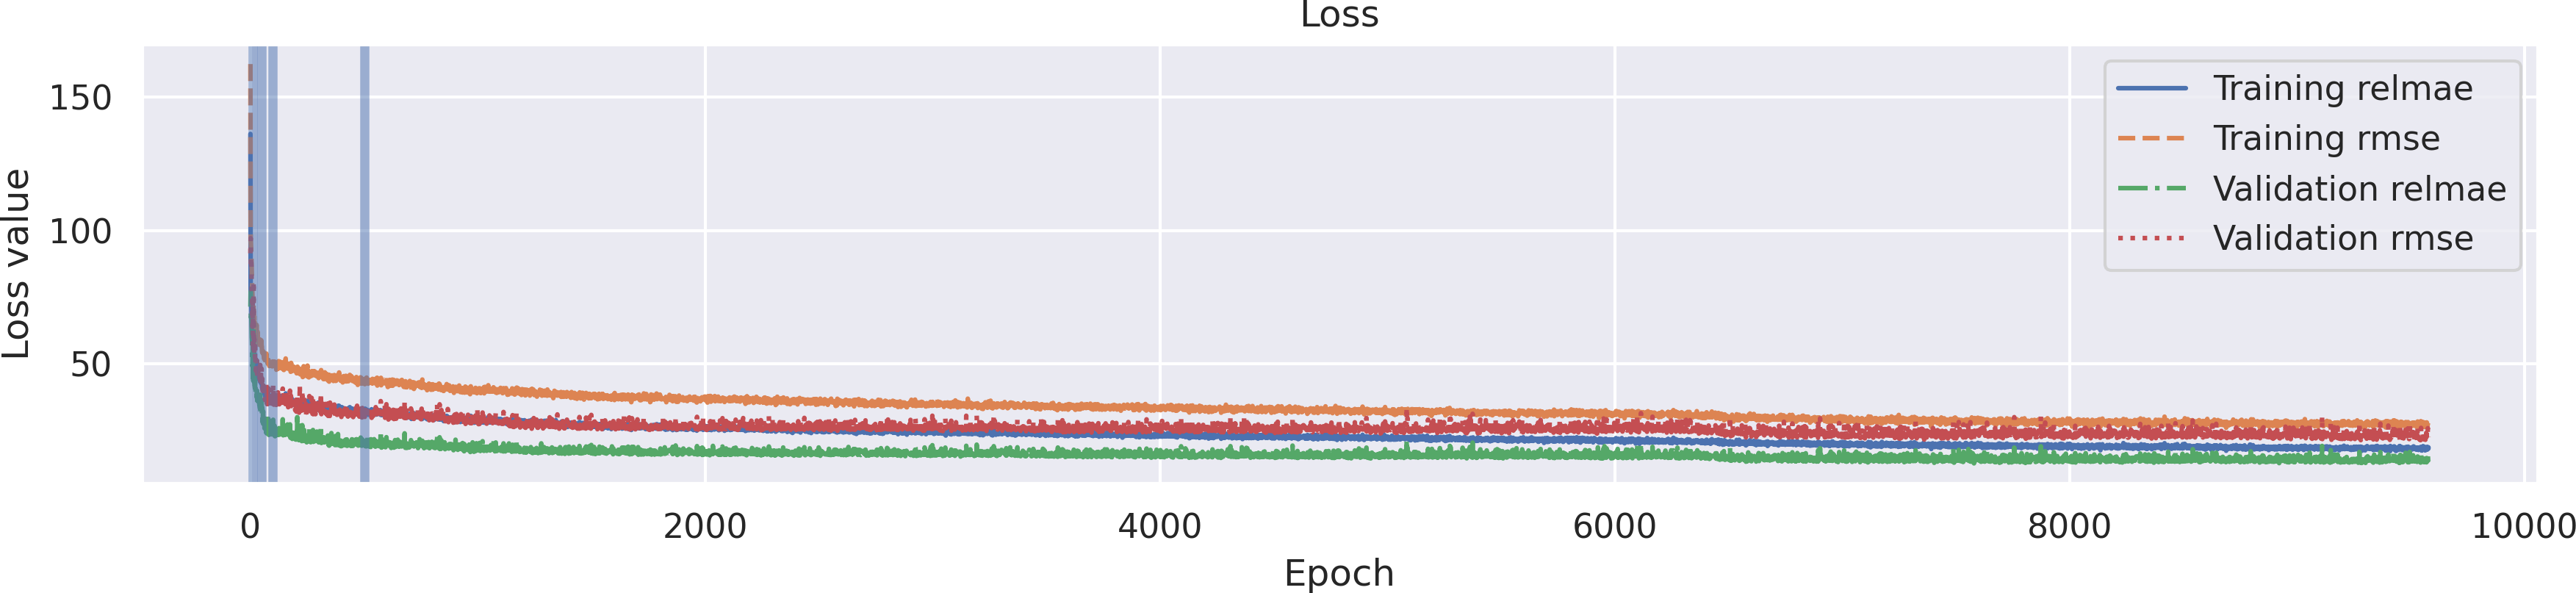 Loss
Loss value
150
100
50
Training relmae
Training rmse
Validation relmae
Validation rmse
0
2000
4000
6000
8000
10000
Epoch